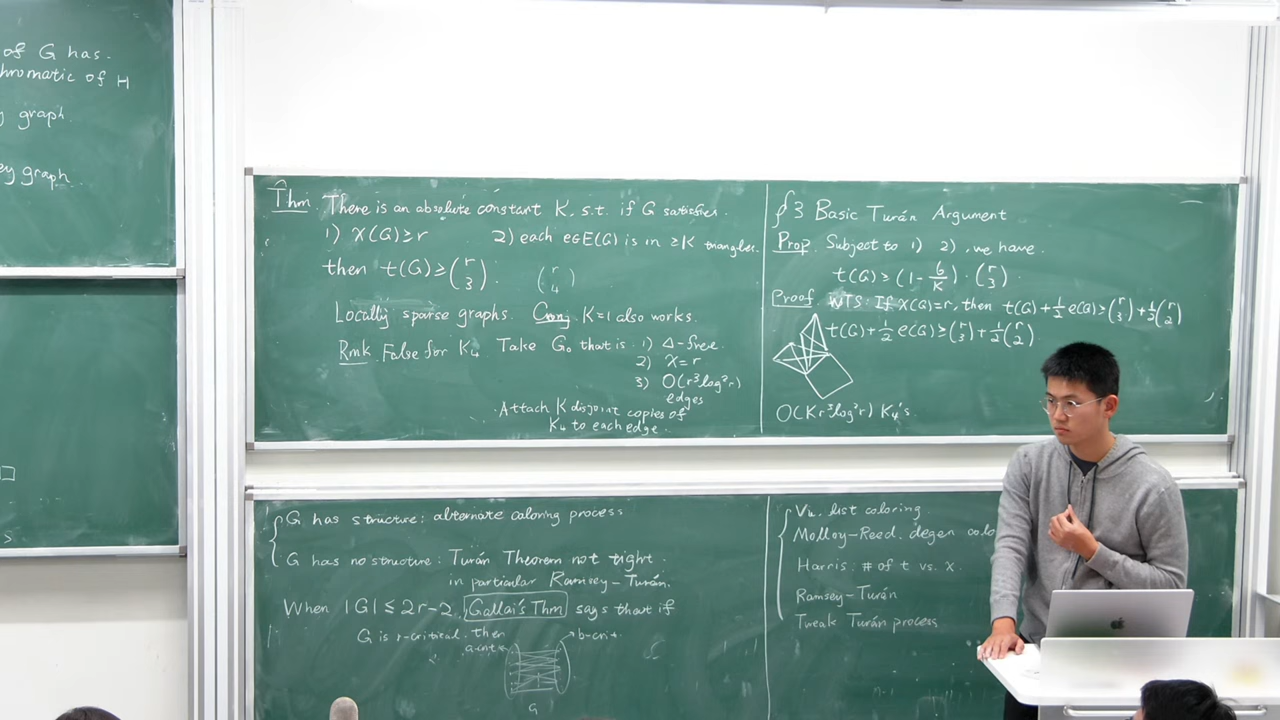 of G has.
hromatic of H
graph
ey graph.
Thm. There is an absolute constant K, s.t. if G satisfies.
1) χ(G) ≥ r 2) each e∈E(G) is in ≥K triangles.
then t(G) ≥ (r 3). (r 4)
Locally sparse graphs. Conj. K=1 also works.
Rmk. False for K₄. Take G₀ that is 1) Δ-free.
2) χ = r
3) O(r³log²r)
edges
· Attach K disjoint copies of
K₄ to each edge.
§3 Basic Turán Argument
Prop. Subject to 1) 2), we have.
t(G) ≥ (1 - 6/K) · (r 3).
Proof. WTS: If χ(G)=r, then t(G) + 1/2 e(G) ≥ (r 3) + 1/2 (r 2)
t(G) + 1/2 e(G) ≥ (r 3) + 1/2 (r 2).
O(Kr³log²r) K₄'s.
{ G has structure: alternate coloring process
G has no structure: Turán Theorem not tight.
in particular Ramsey-Turán.
When |G| ≤ 2r-2, Gallai's Thm says that if
G is r-critical, then
a-crit b-crit.
G
{ Vu. list coloring.
Molloy-Reed. degen colo
Harris: # of t vs. χ.
Ramsey-Turán
Tweak Turán process